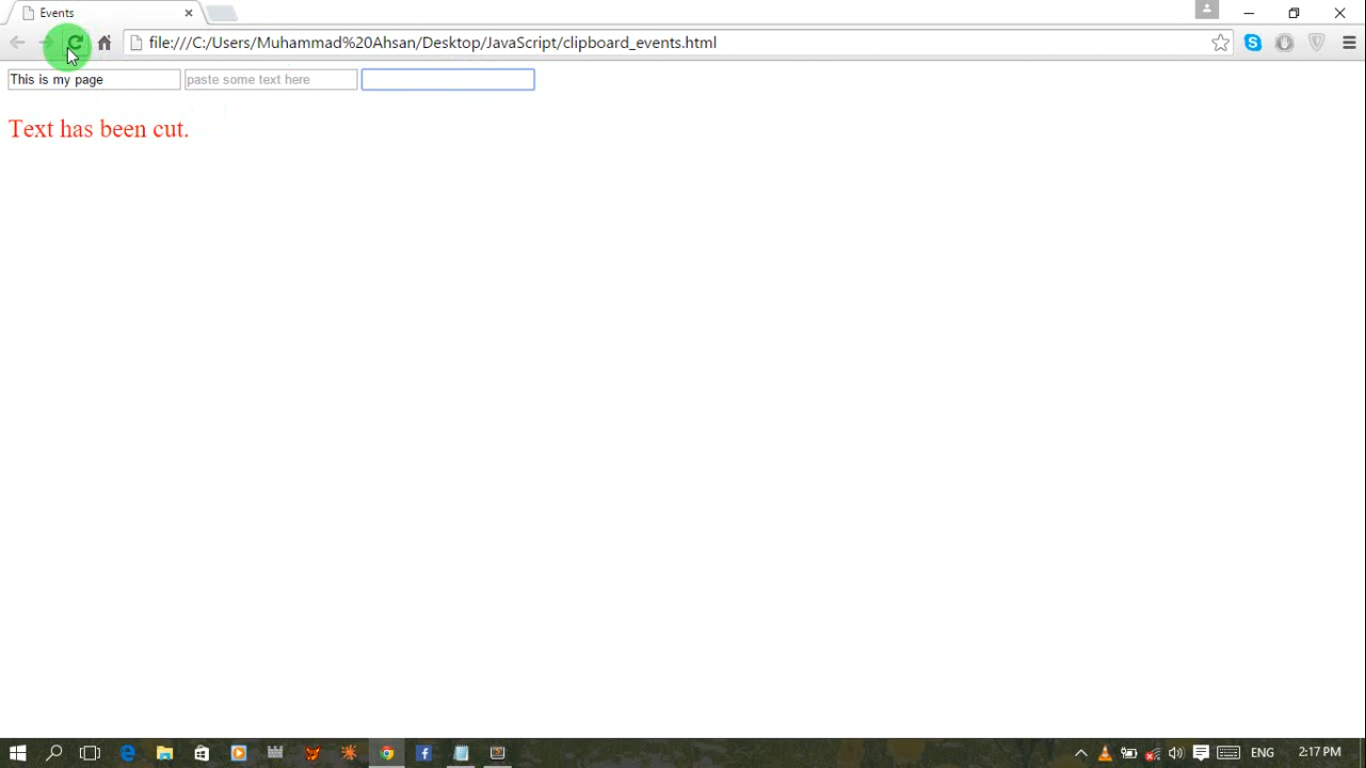 Events
file:///C:/Users/Muhammad%20Ahsan/Desktop/JavaScript/clipboard_events.html
This is my page
paste some text here
Text has been cut.
ENG
2:17 PM